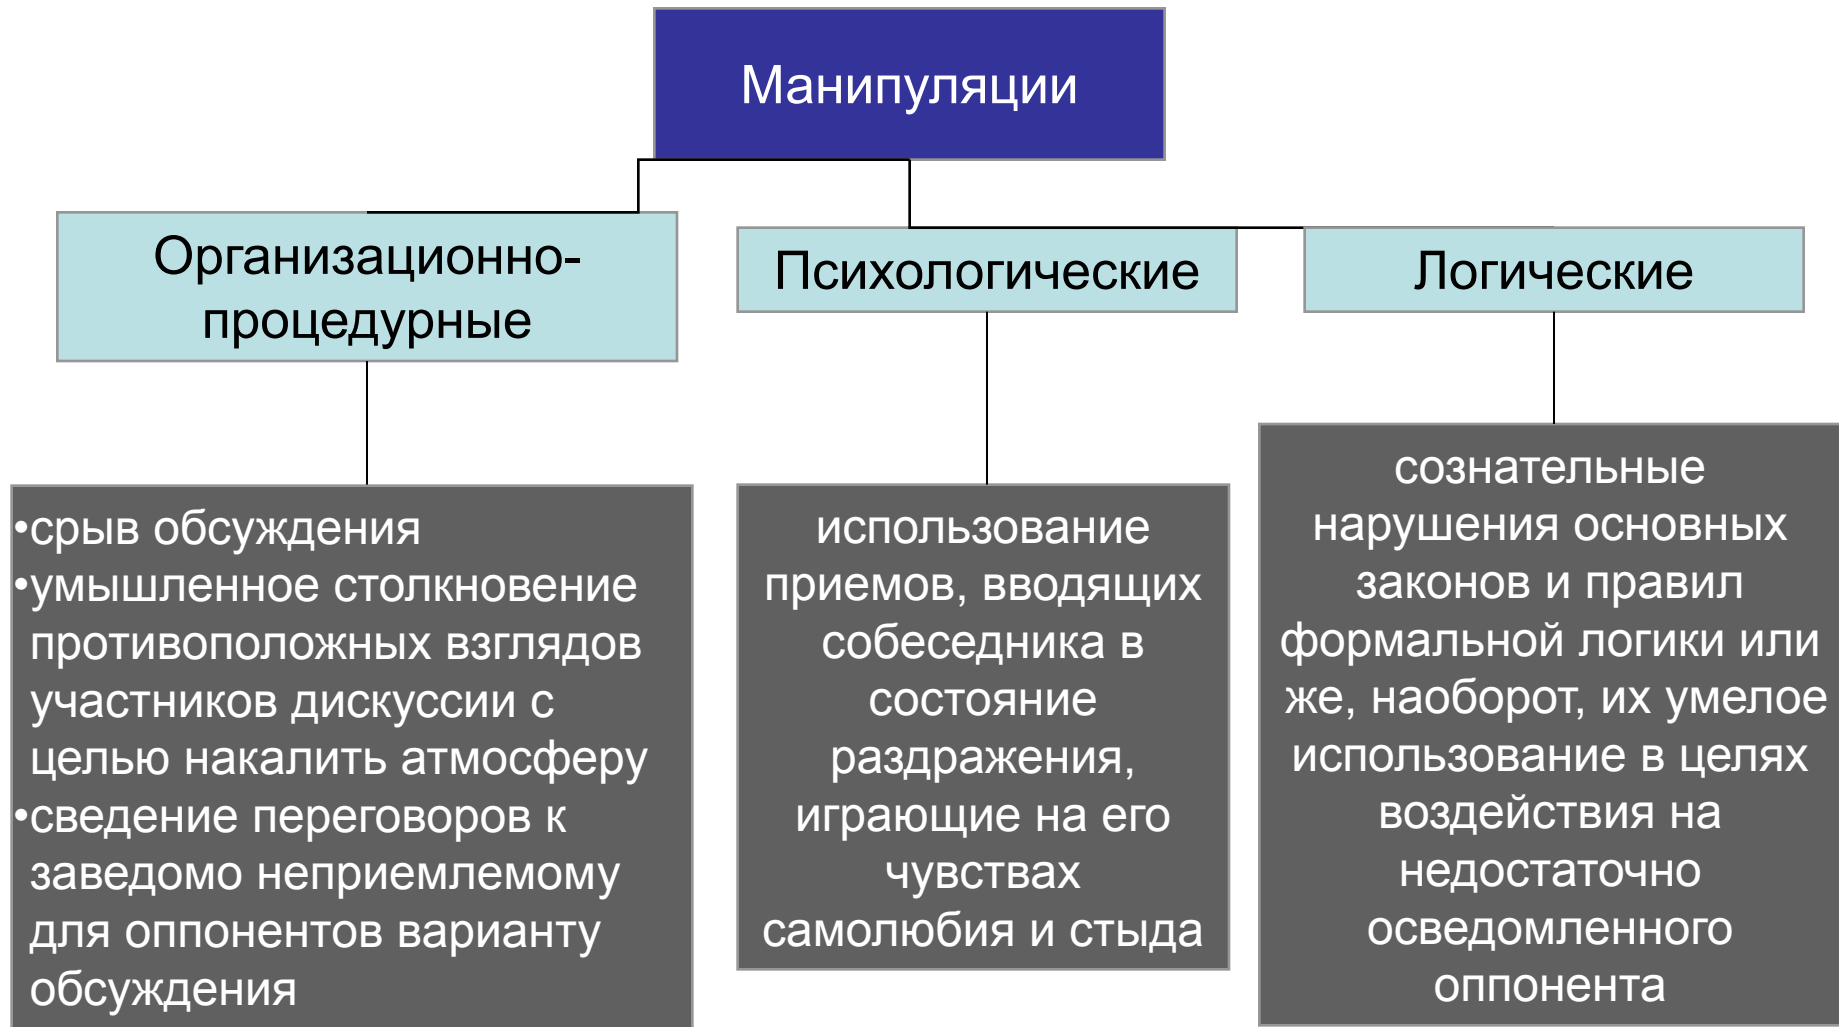 Манипуляции
Организационно-
процедурные
Психологические
Логические
•срыв обсуждения
•умышленное столкновение
противоположных взглядов
участников дискуссии с
целью накалить атмосферу
•сведение переговоров к
заведомо неприемлемому
для оппонентов варианту
обсуждения
использование
приемов, вводящих
собеседника в
состояние
раздражения,
играющие на его
чувствах
самолюбия и стыда
сознательные
нарушения основных
законов и правил
формальной логики или
же, наоборот, их умелое
использование в целях
воздействия на
недостаточно
осведомленного
оппонента